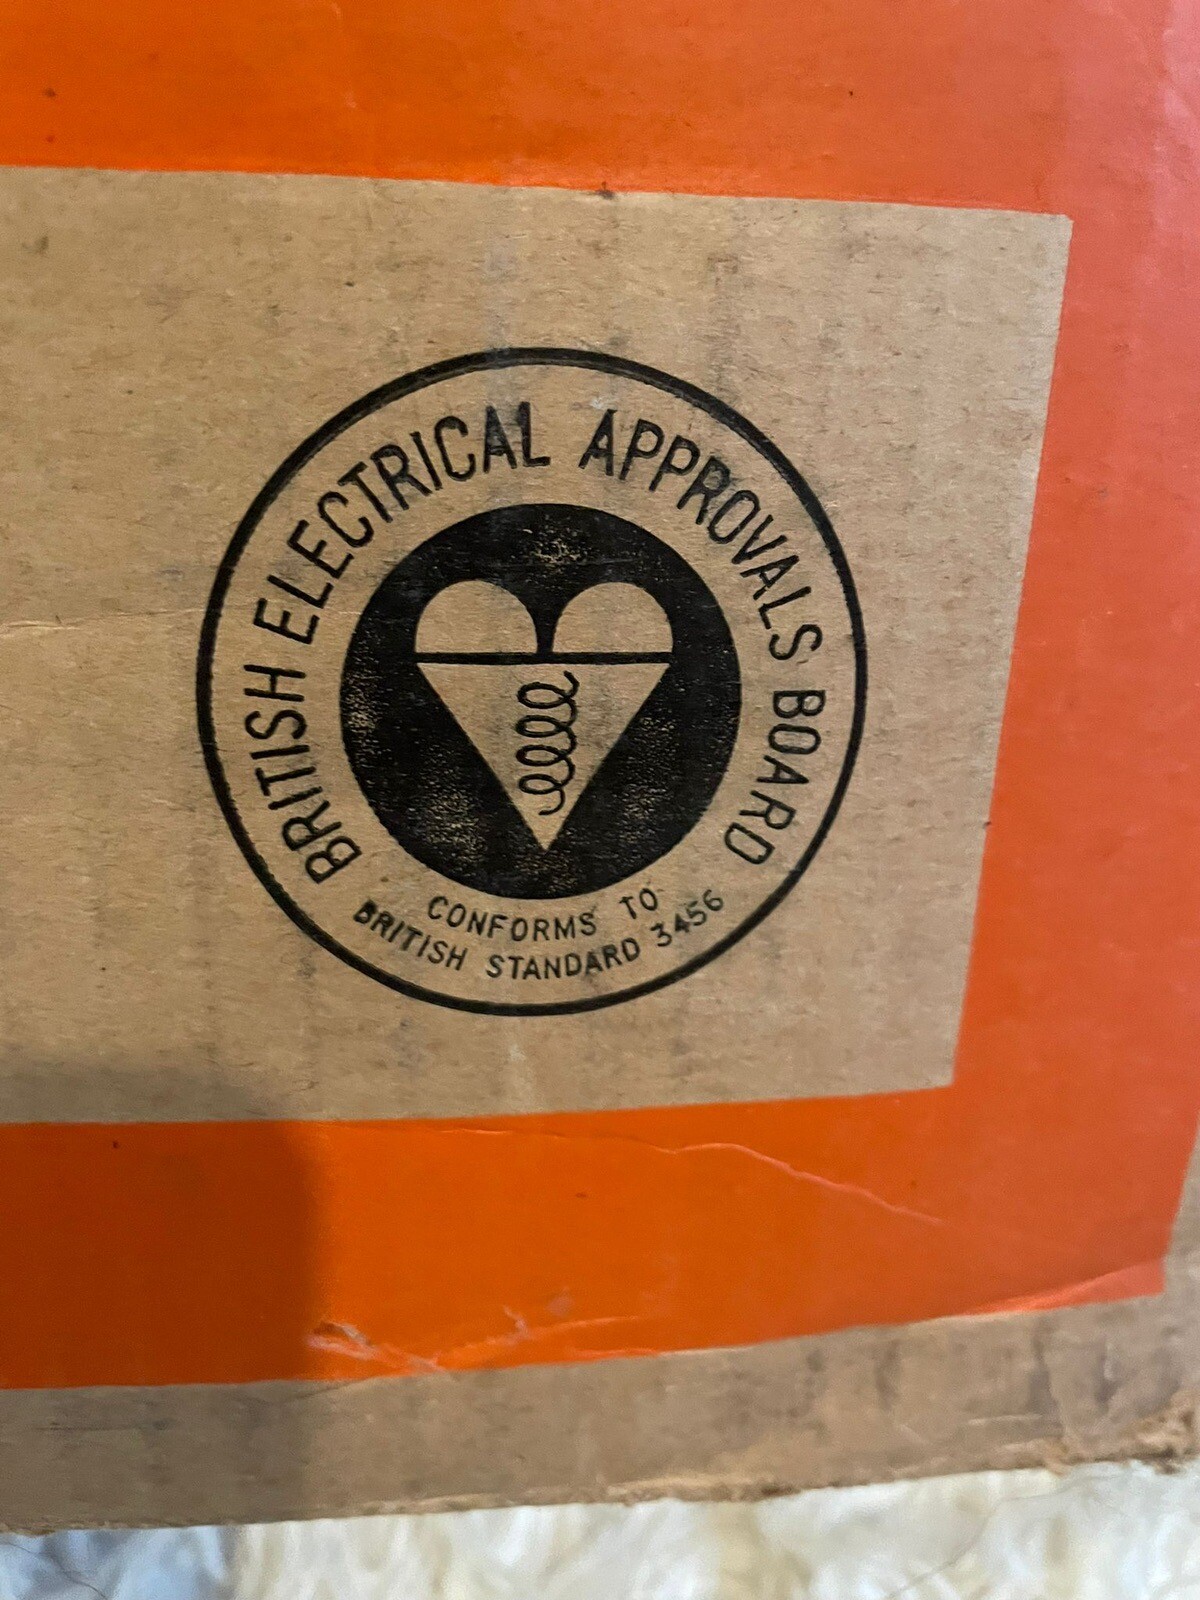 BRITISH ELECTRICAL APPROVALS BOARD
CONFORMS TO
BRITISH STANDARD 3456